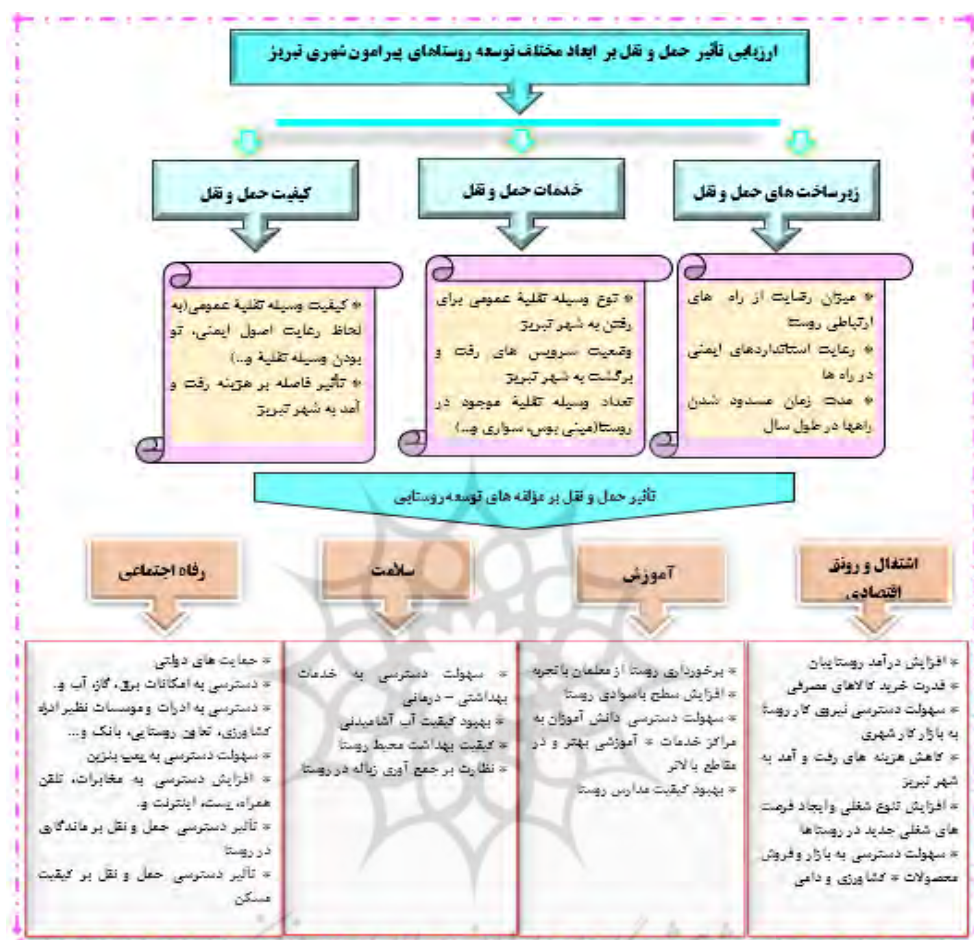 ارزیابی تأثیر حمل و نقل بر ابعاد مختلف توسعه روستاهای پیرامون شهری تبریز
زیرساخت های حمل و نقل
خدمات حمل و نقل
کیفیت حمل و نقل
* میزان رضایت از راه های
ارتباطی روستا
* رعایت استانداردهای ایمنی
در راه ها
* مدت زمان مسدود شدن
راهها در طول سال
* نوع وسیله نقلیة عمومی برای
رفتن به شهر تبریز
وضعیت سرویس های رفت و
برگشت به شهر تبریز
تعداد وسیله نقلیة موجود در
روستا(مینی بوس، سواری و...)
* کیفیت وسیله نقلیة عمومی(به
لحاظ رعایت اصول ایمنی، نو
بودن وسیله نقلیة و...)
* تأثیر فاصله بر هزینه رفت و
آمد به شهر تبریز
تأثیر حمل و نقل بر مؤلفه های توسعه روستایی
اشتغال و رونق
اقتصادی
آموزش
سلامت
رفاه اجتماعی
* افزایش درآمد روستاییان
* قدرت خرید کالاهای مصرفی
* سهولت دسترسی نیروی کار روستا
به بازار کار شهری
* کاهش هزینه های رفت و آمد به
شهر تبریز
* افزایش تنوع شغلی و ایجاد فرصت
های شغلی جدید در روستاها
* سهولت دسترسی به بازار و فروش
محصولات * کشاورزی و دامی
* برخورداری روستا از معلمان باتجربه
* افزایش سطح باسوادی روستا
* سهولت دسترسی دانش آموزان به
مراکز خدمات * آموزشی بهتر و در
مقاطع بالاتر
* بهبود کیفیت مدارس روستا
* سهولت دسترسی به خدمات
بهداشتی – درمانی
* بهبود کیفیت آب آشامیدنی
* کیفیت بهداشت محیط روستا
* نظارت بر جمع آوری زباله در روستا
* حمایت های دولتی
* دسترسی به امکانات برق، گاز، آب و.
* دسترسی به ادرات و موسسات نظیر اداره
کشاورزی، تعاون روستایی، بانک و...
* سهولت دسترسی به پمپ بنزین
* افزایش دسترسی به مخابرات، تلفن
همراه، پست، اینترنت و.
* تأثیر دسترسی حمل و نقل بر ماندگاری
در روستا
* تأثیر دسترسی حمل و نقل بر کیفیت
مسکن